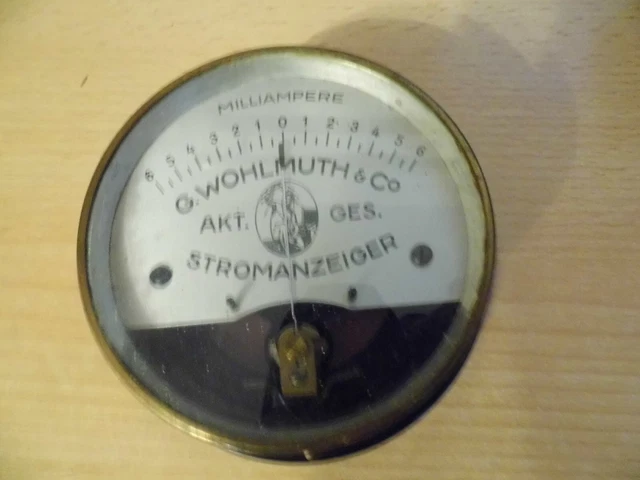 MILLIAMPERE
6 5 4 3 2 1 0 1 2 3 4 5 6
G. WOHLMUTH & Co
AKT. GES.
STROMANZEIGER